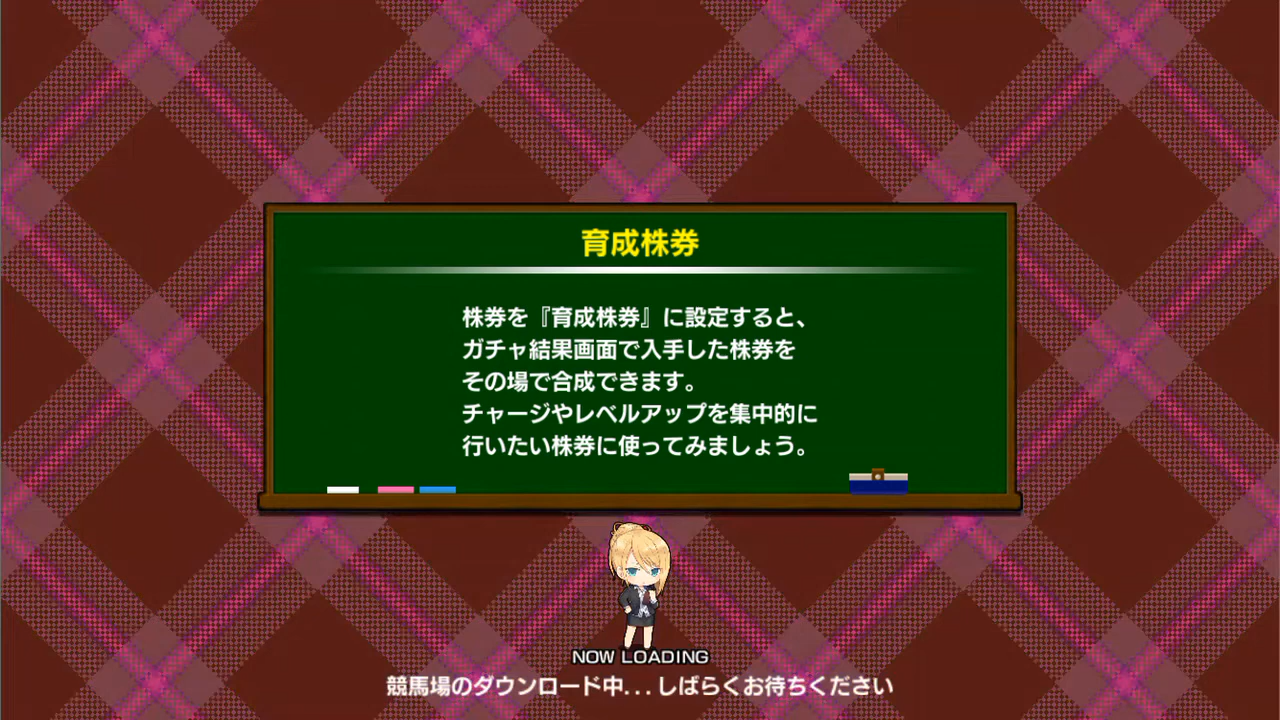 育成株券
株券を『育成株券』に設定すると、
ガチャ結果画面で入手した株券を
その場で合成できます。
チャージやレベルアップを集中的に
行いたい株券に使ってみましょう。
NOW LOADING
競馬場のダウンロード中...しばらくお待ちください